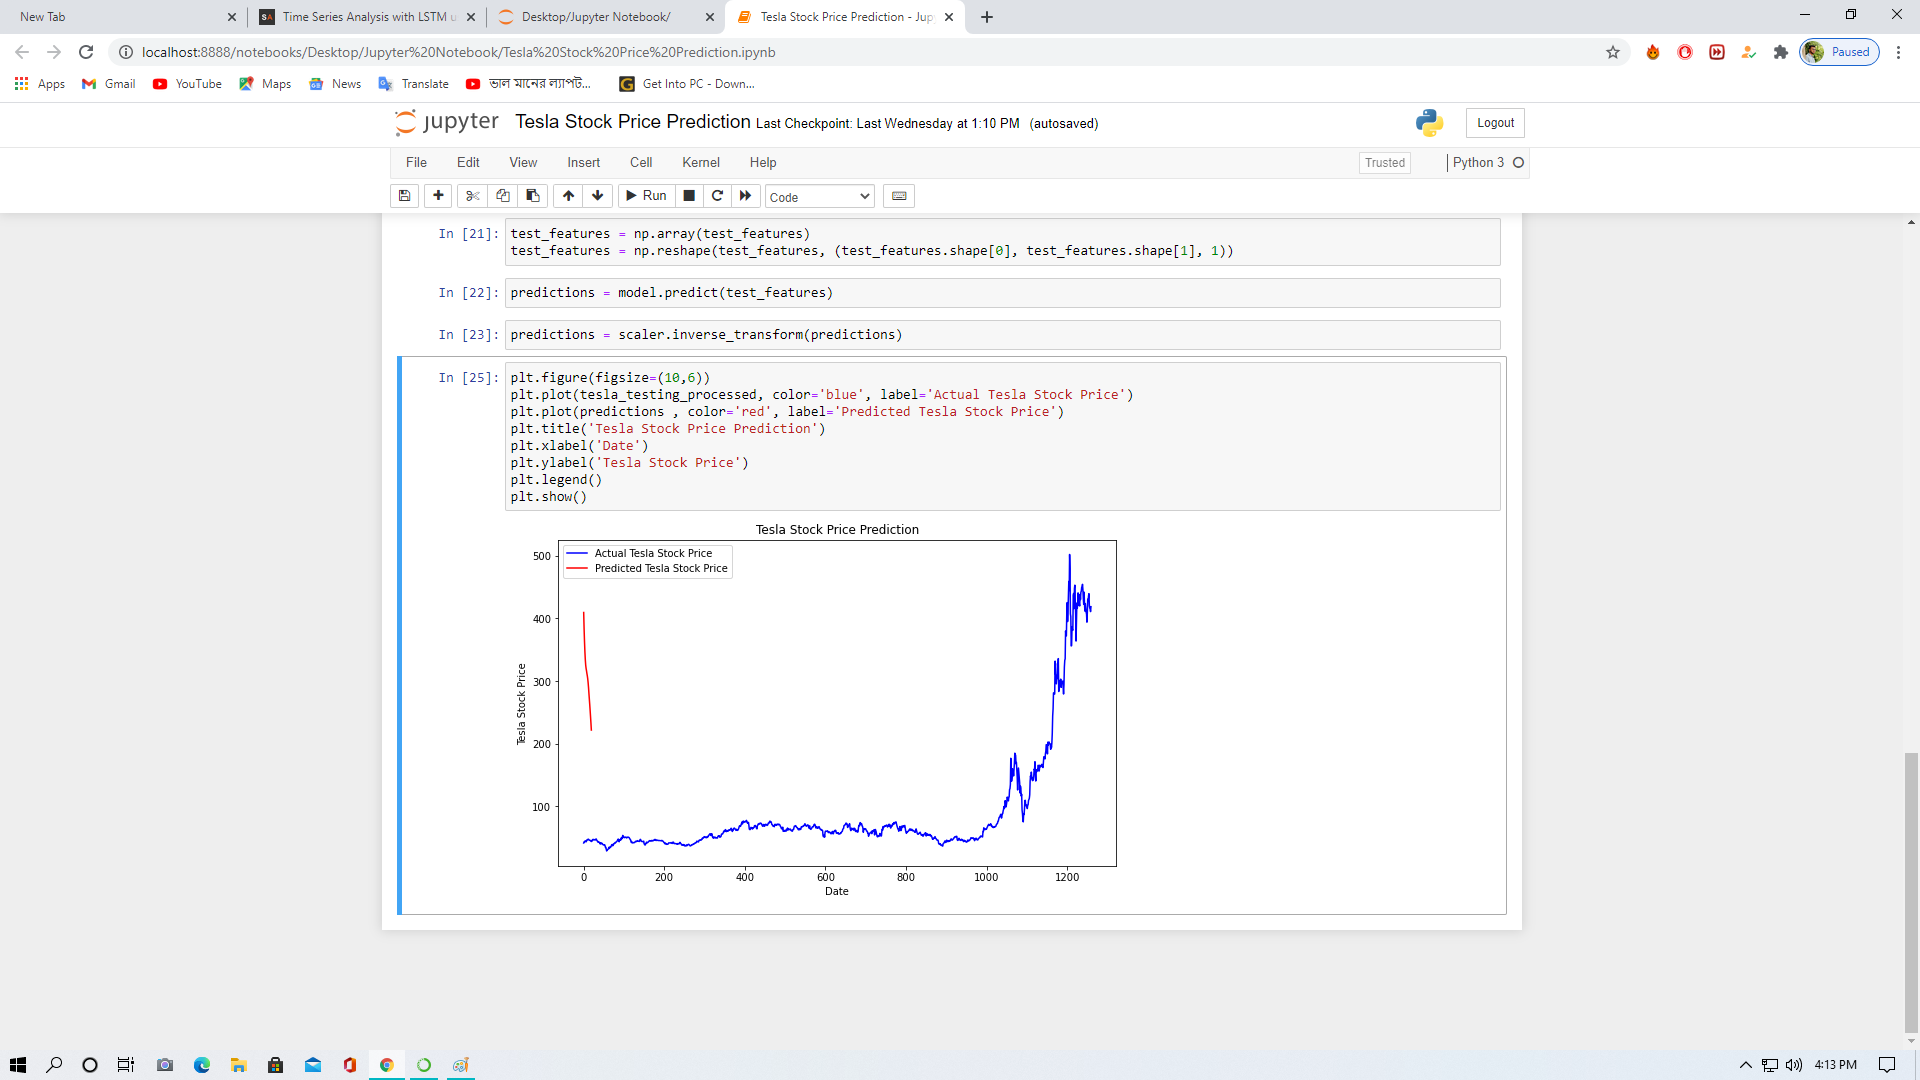 New Tab
SA Time Series Analysis with LSTM u
Desktop/Jupyter Notebook/
Tesla Stock Price Prediction - Jup
localhost:8888/notebooks/Desktop/Jupyter%20Notebook/Tesla%20Stock%20Price%20Prediction.ipynb
Paused
Apps Gmail YouTube Maps News Translate ভাল মানের ল্যাপট... Get Into PC - Down...
jupyter Tesla Stock Price Prediction Last Checkpoint: Last Wednesday at 1:10 PM (autosaved)
Logout
File Edit View Insert Cell Kernel Help
Trusted Python 3
Run Code
In [21]: test_features = np.array(test_features)
test_features = np.reshape(test_features, (test_features.shape[0], test_features.shape[1], 1))
In [22]: predictions = model.predict(test_features)
In [23]: predictions = scaler.inverse_transform(predictions)
In [25]: plt.figure(figsize=(10,6))
plt.plot(tesla_testing_processed, color='blue', label='Actual Tesla Stock Price')
plt.plot(predictions , color='red', label='Predicted Tesla Stock Price')
plt.title('Tesla Stock Price Prediction')
plt.xlabel('Date')
plt.ylabel('Tesla Stock Price')
plt.legend()
plt.show()
Tesla Stock Price Prediction
Actual Tesla Stock Price
Predicted Tesla Stock Price
Tesla Stock Price
500
400
300
200
100
0 200 400 600 800 1000 1200
Date
4:13 PM